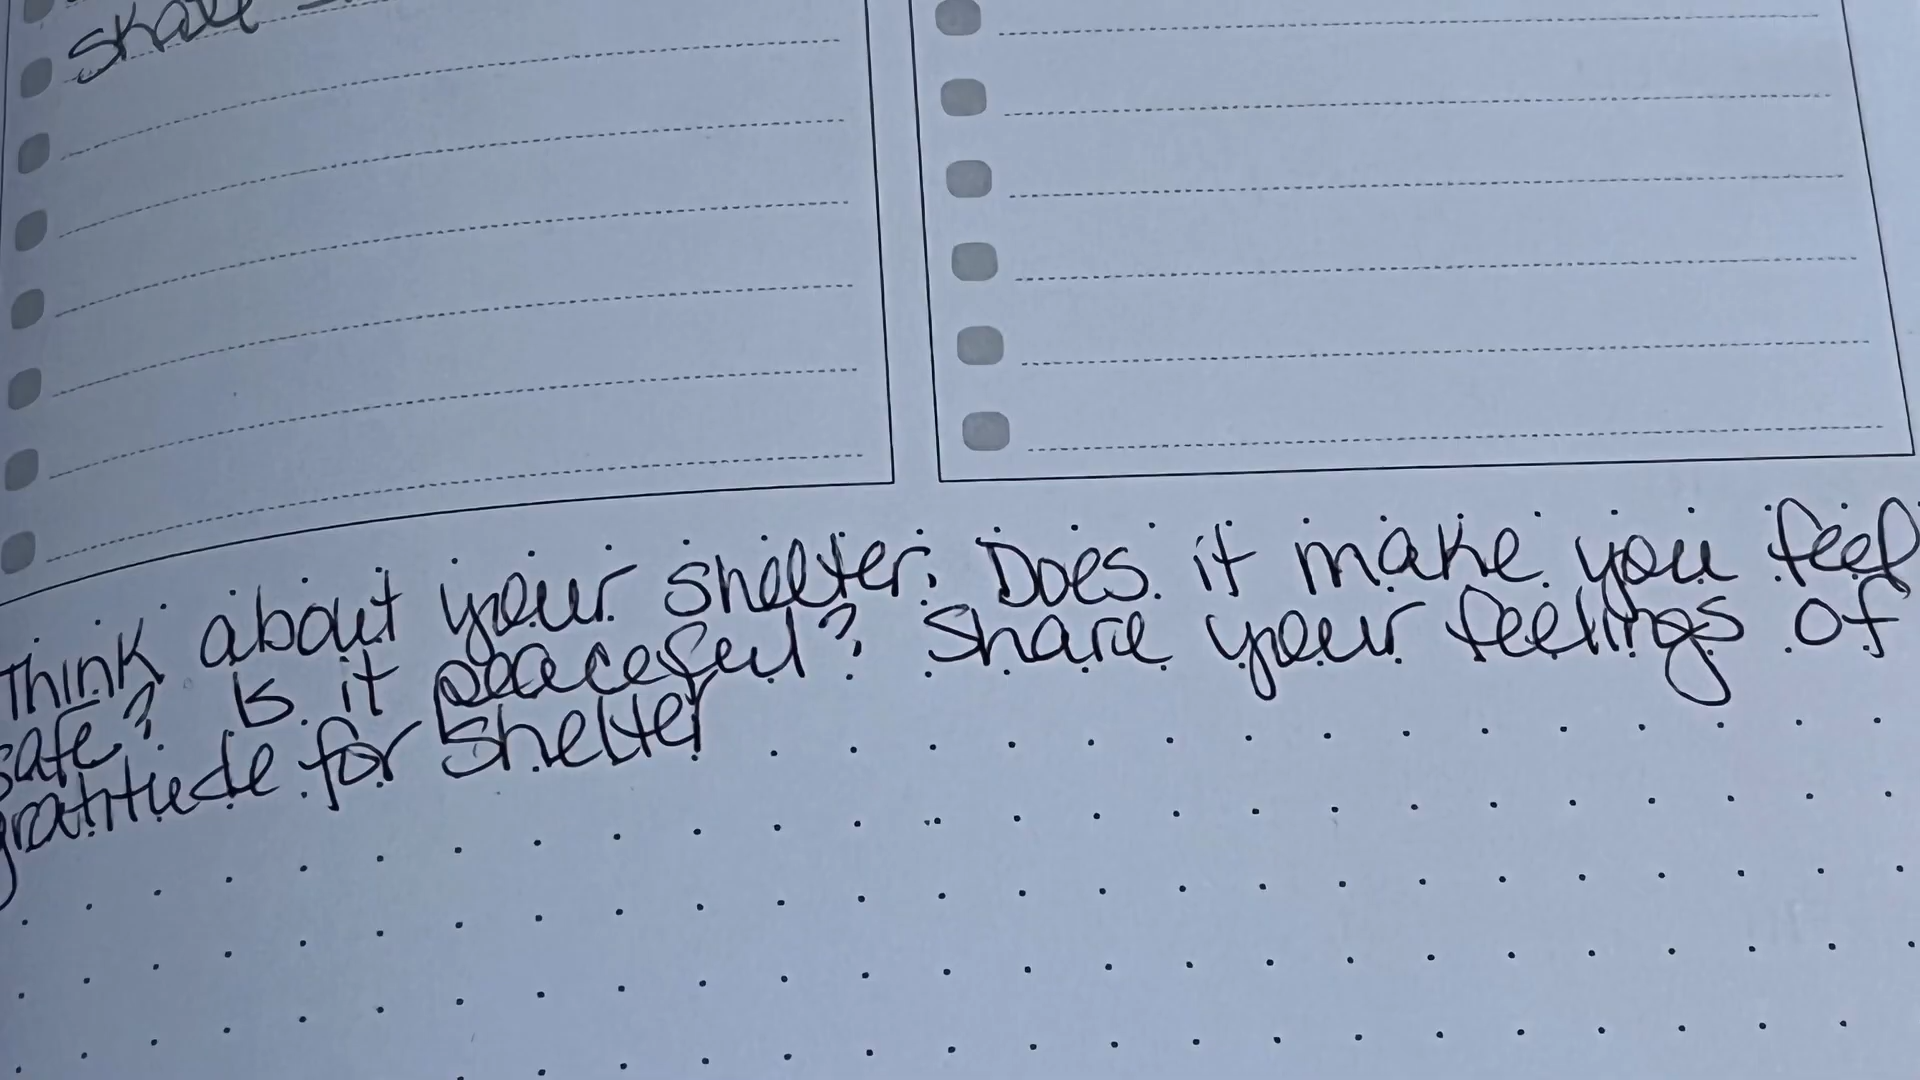 Think about your shelter. Does it make you feel
safe? Is it peaceful? Share your feelings of
gratitude for shelter